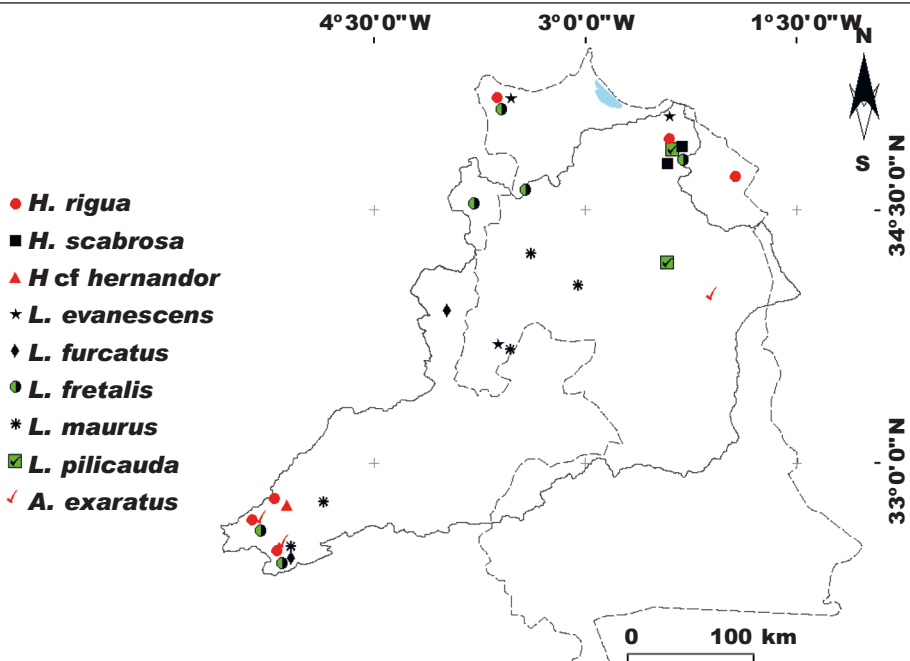 4°30'0"W 3°0'0"W 1°30'0"W
N
S
34°30'0"N
33°0'0"N
H. rigua
H. scabrosa
H cf hernandor
L. evanescens
L. furcatus
L. fretalis
L. maurus
L. pilicauda
A. exaratus
0 100 km